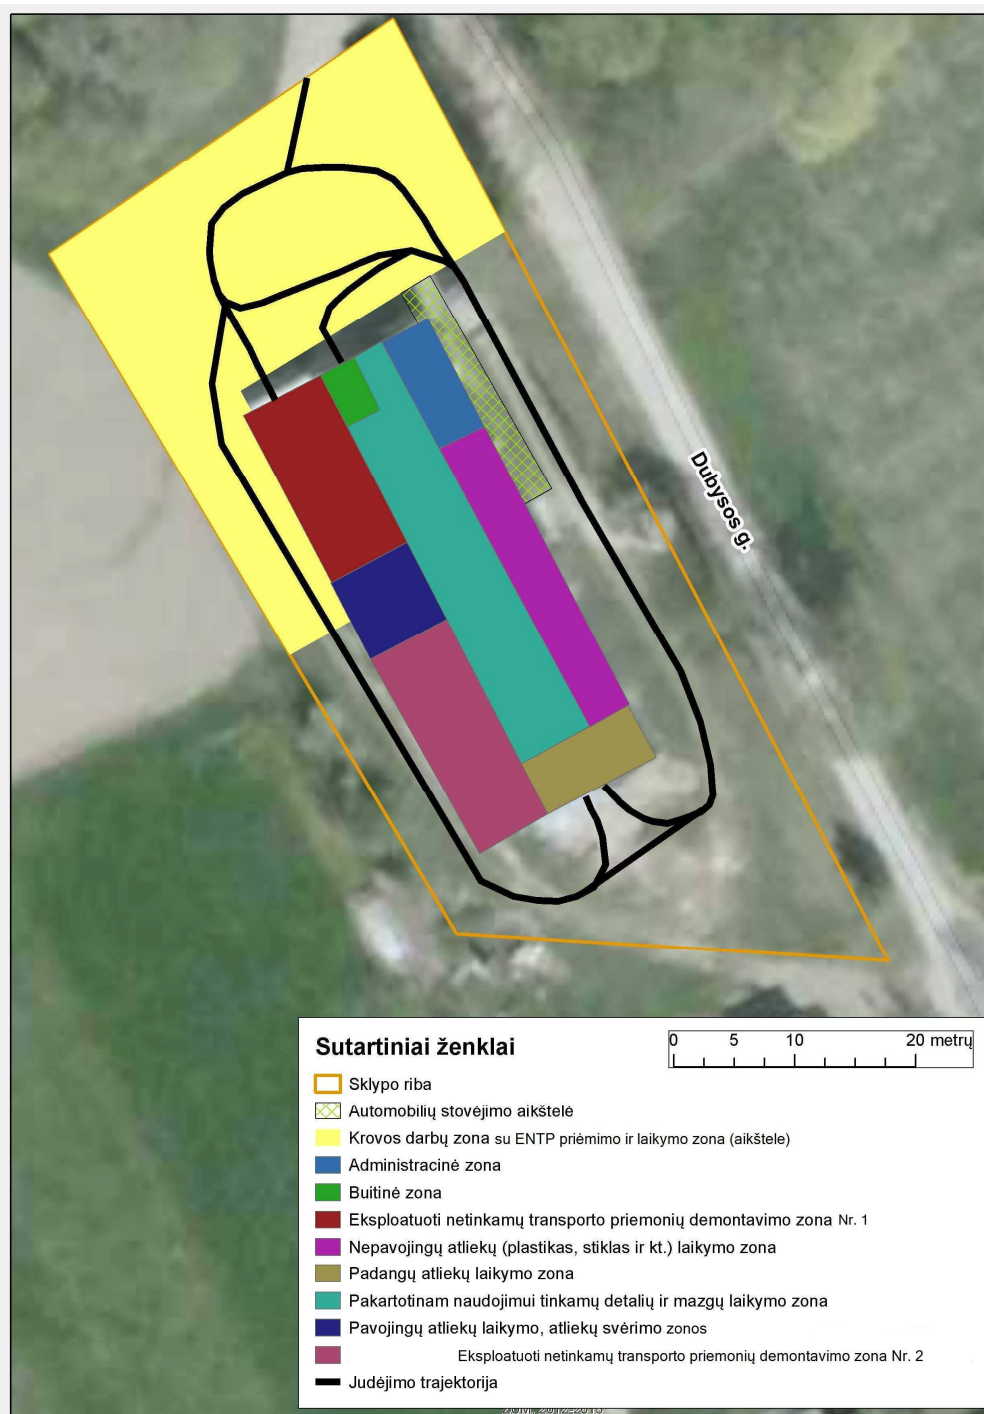 Dubysos g.
Sutartiniai ženklai
0 5 10 20 metrų
Sklypo riba
Automobilių stovėjimo aikštelė
Krovos darbų zona su ENTP priėmimo ir laikymo zona (aikštele)
Administracinė zona
Buitinė zona
Eksploatuoti netinkamų transporto priemonių demontavimo zona Nr. 1
Nepavojingų atliekų (plastikas, stiklas ir kt.) laikymo zona
Padangų atliekų laikymo zona
Pakartotinam naudojimui tinkamų detalių ir mazgų laikymo zona
Pavojingų atliekų laikymo, atliekų svėrimo zonos
Eksploatuoti netinkamų transporto priemonių demontavimo zona Nr. 2
Judėjimo trajektorija